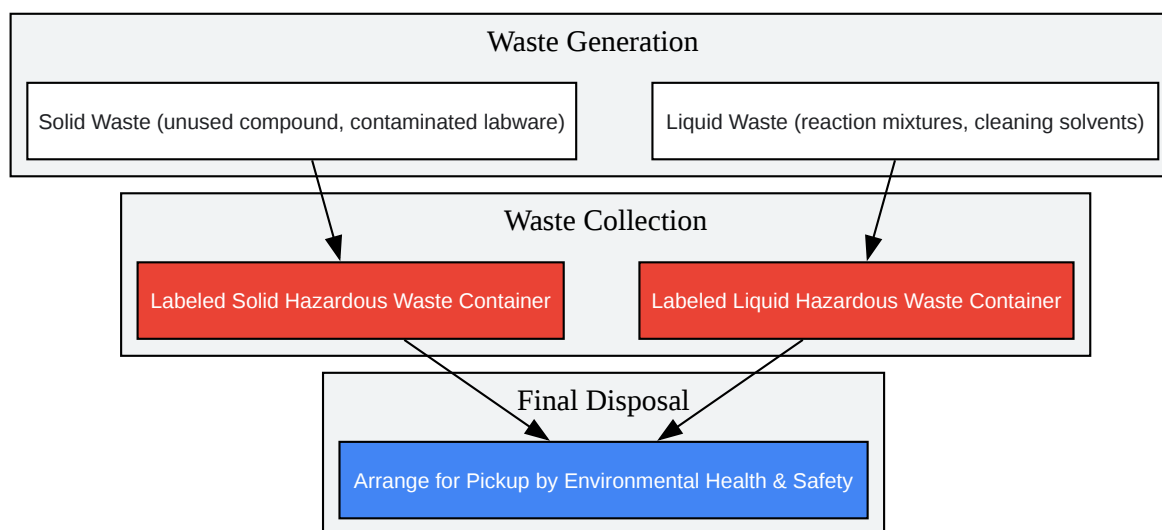 Waste Generation
Solid Waste (unused compound, contaminated labware)
Liquid Waste (reaction mixtures, cleaning solvents)
Waste Collection
Labeled Solid Hazardous Waste Container
Labeled Liquid Hazardous Waste Container
Final Disposal
Arrange for Pickup by Environmental Health & Safety